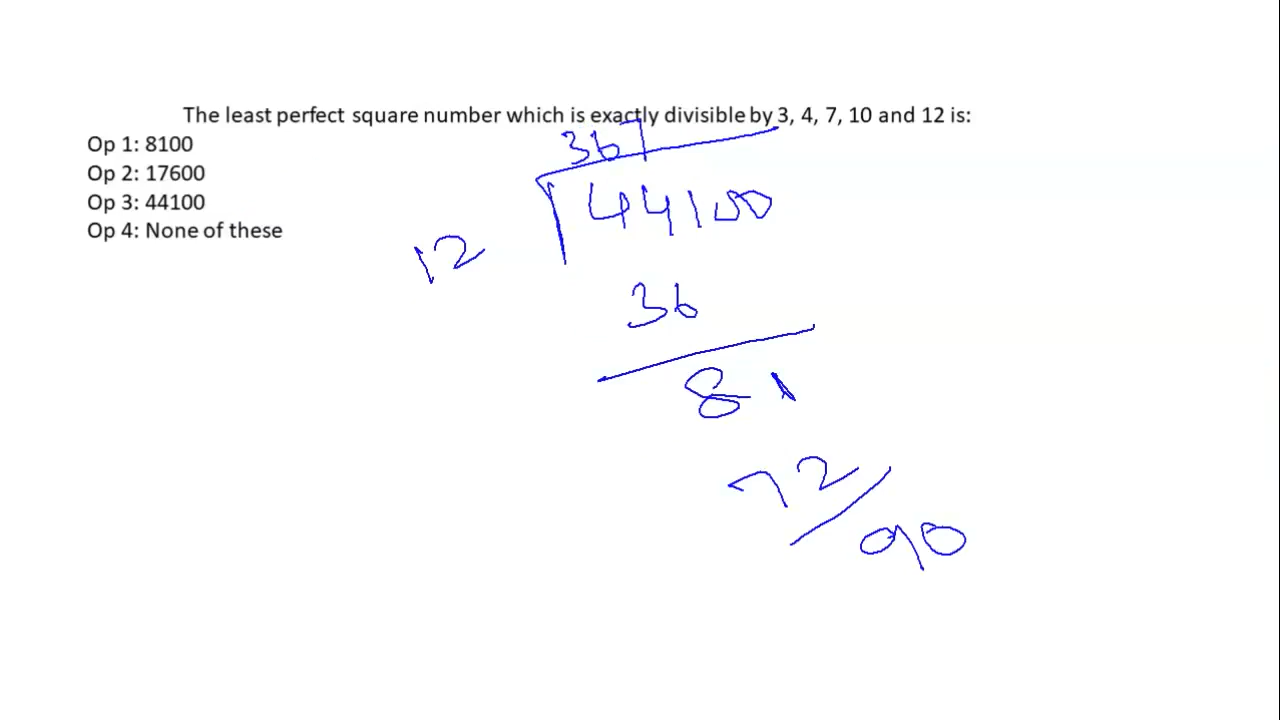 The least perfect square number which is exactly divisible by 3, 4, 7, 10 and 12 is:
Op 1: 8100
Op 2: 17600
Op 3: 44100
Op 4: None of these
367
12 44100
36
81
72
90